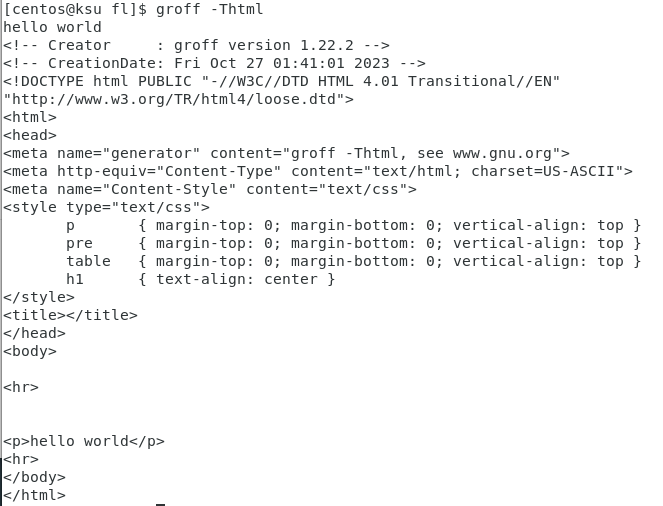 [centos@ksu fl]$ groff -Thtml
hello world
<!-- Creator     : groff version 1.22.2 -->
<!-- CreationDate: Fri Oct 27 01:41:01 2023 -->
<!DOCTYPE html PUBLIC "-//W3C//DTD HTML 4.01 Transitional//EN"
"http://www.w3.org/TR/html4/loose.dtd">
<html>
<head>
<meta name="generator" content="groff -Thtml, see www.gnu.org">
<meta http-equiv="Content-Type" content="text/html; charset=US-ASCII">
<meta name="Content-Style" content="text/css">
<style type="text/css">
       p       { margin-top: 0; margin-bottom: 0; vertical-align: top }
       pre     { margin-top: 0; margin-bottom: 0; vertical-align: top }
       table   { margin-top: 0; margin-bottom: 0; vertical-align: top }
       h1      { text-align: center }
</style>
<title></title>
</head>
<body>

<hr>


<p>hello world</p>
<hr>
</body>
</html>